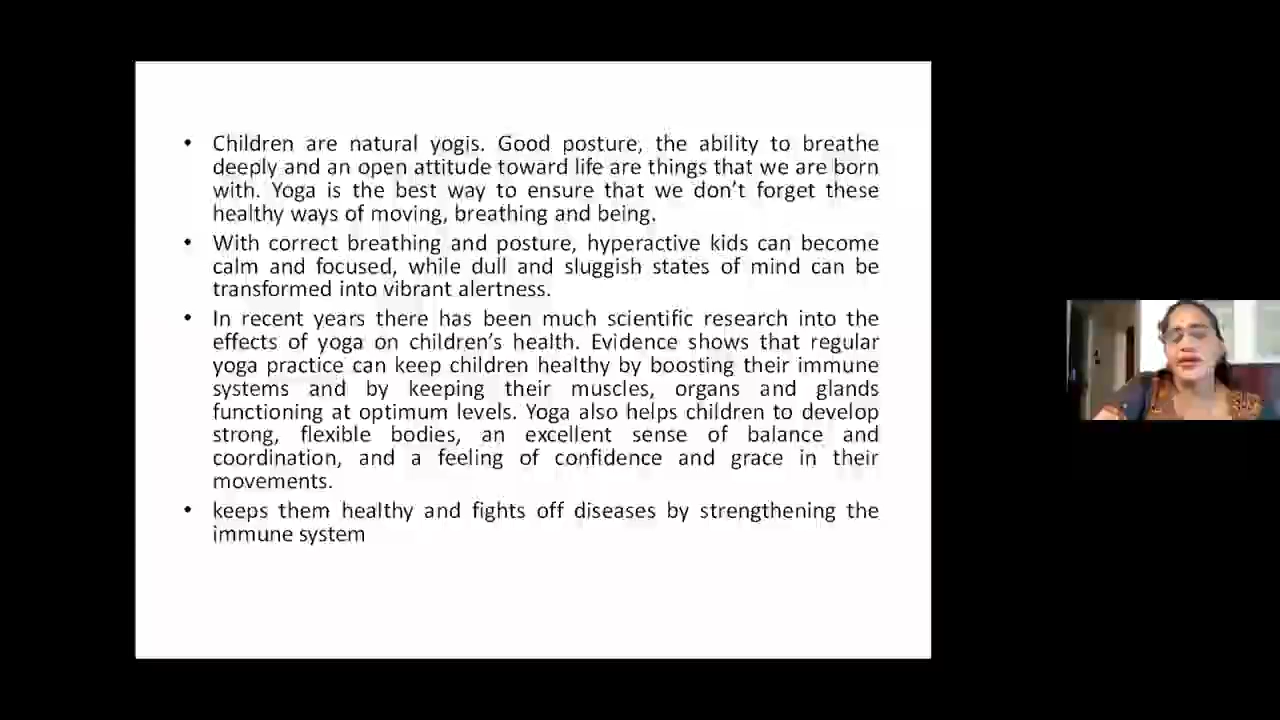 • Children are natural yogis. Good posture, the ability to breathe
deeply and an open attitude toward life are things that we are born
with. Yoga is the best way to ensure that we don’t forget these
healthy ways of moving, breathing and being.
• With correct breathing and posture, hyperactive kids can become
calm and focused, while dull and sluggish states of mind can be
transformed into vibrant alertness.
• In recent years there has been much scientific research into the
effects of yoga on children’s health. Evidence shows that regular
yoga practice can keep children healthy by boosting their immune
systems and by keeping their muscles, organs and glands
functioning at optimum levels. Yoga also helps children to develop
strong, flexible bodies, an excellent sense of balance and
coordination, and a feeling of confidence and grace in their
movements.
• keeps them healthy and fights off diseases by strengthening the
immune system